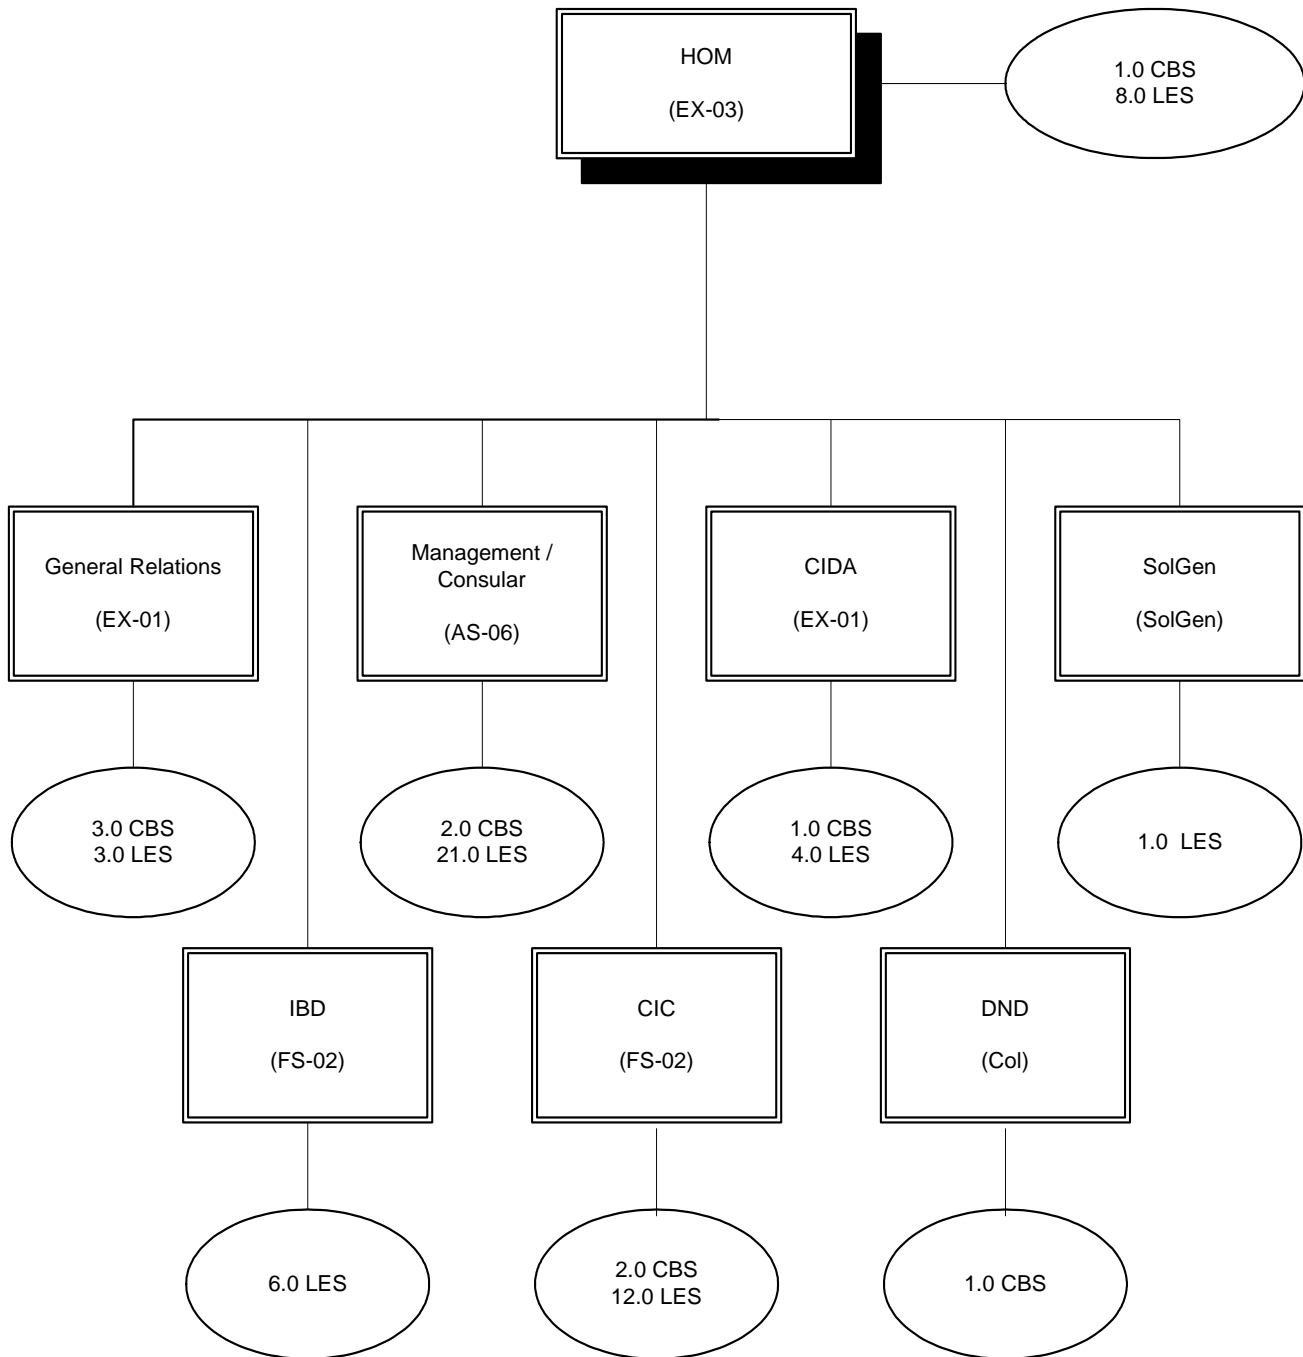 HOM
(EX-03)
1.0 CBS
8.0 LES
General Relations
(EX-01)
Management /
Consular
(AS-06)
CIDA
(EX-01)
SolGen
(SolGen)
3.0 CBS
3.0 LES
2.0 CBS
21.0 LES
1.0 CBS
4.0 LES
1.0 LES
IBD
(FS-02)
CIC
(FS-02)
DND
(Col)
6.0 LES
2.0 CBS
12.0 LES
1.0 CBS